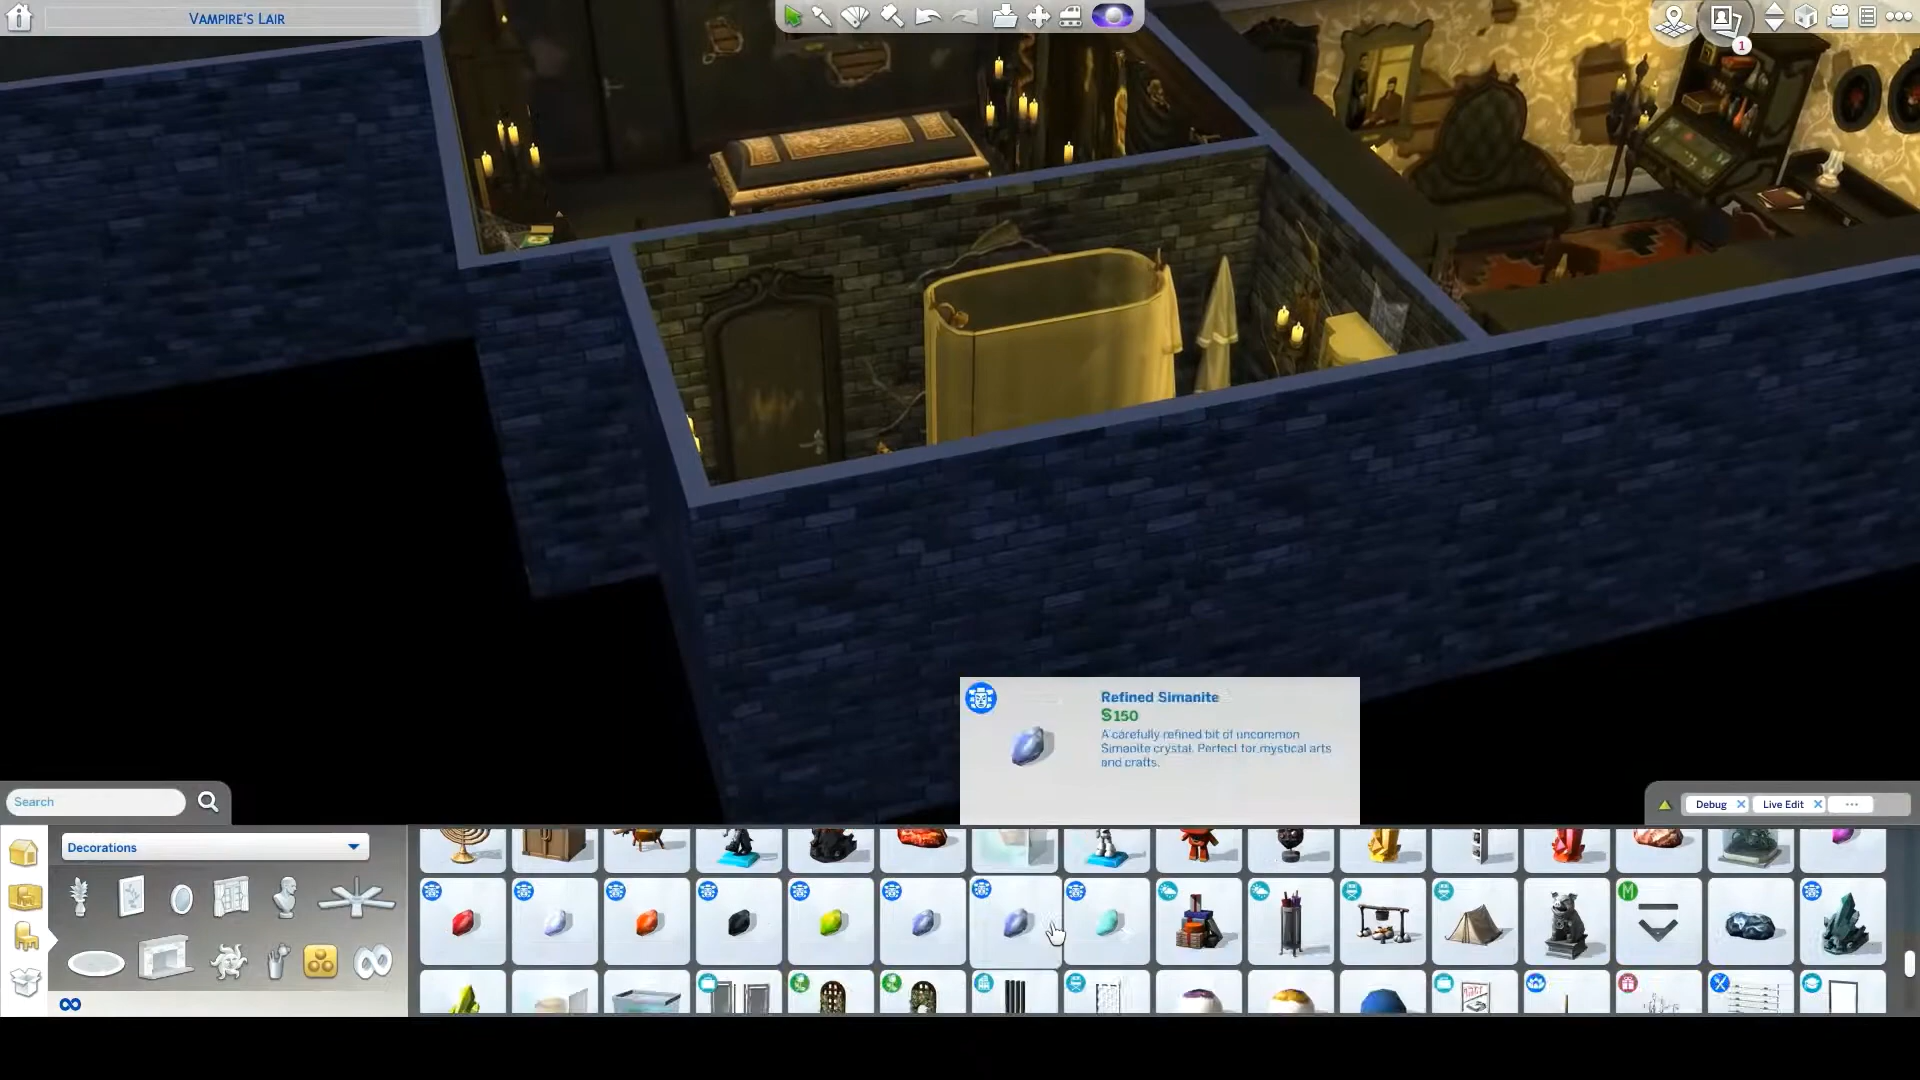 VAMPIRE'S LAIR
1
Refined Simanite
§150
A carefully refined bit of uncommon
Simanite crystal. Perfect for mystical arts
and crafts.
Search
Debug
Live Edit
Decorations